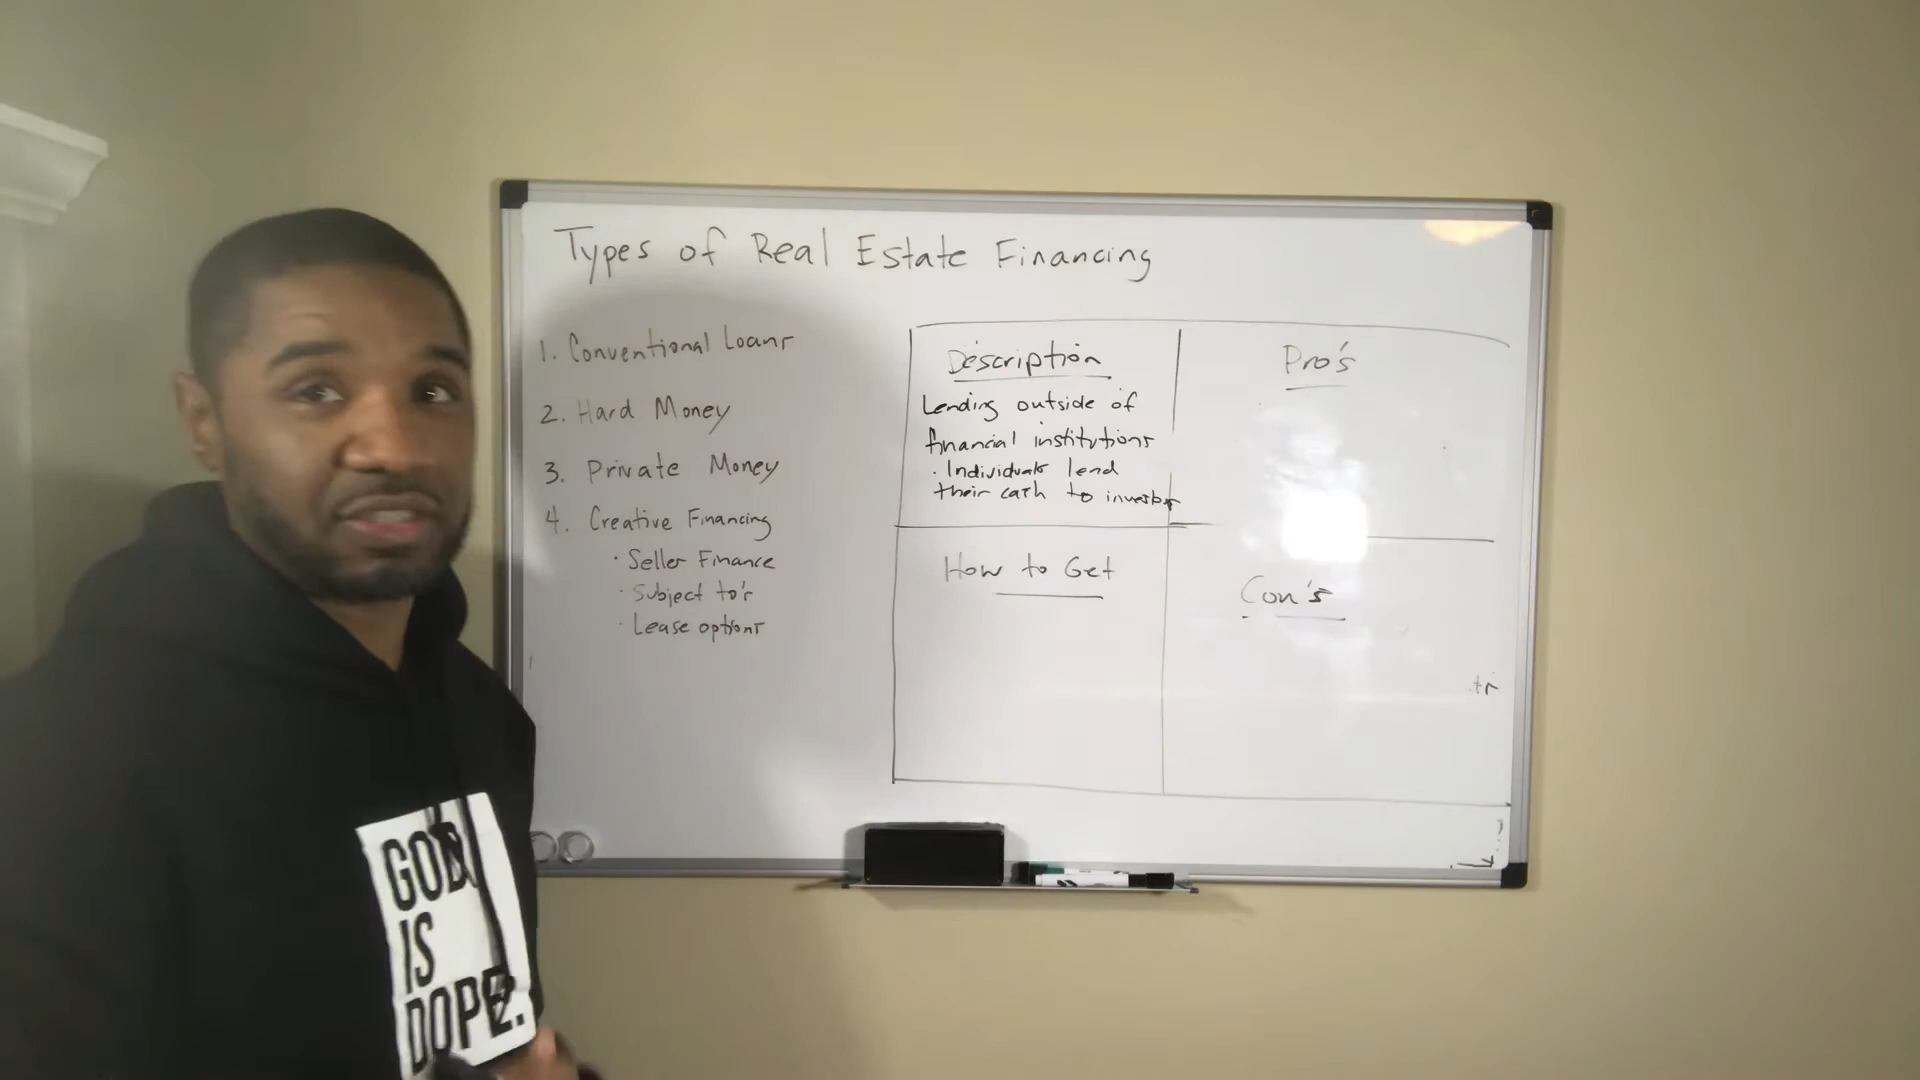 Types of Real Estate Financing
1. Conventional Loans
2. Hard Money
3. Private Money
4. Creative Financing
· Seller Finance
· Subject to's
· Lease options
Description
Lending outside of
financial institutions
· Individuals lend
their cash to investor
Pro's
How to Get
Con's
GOD
IS
DOPE.